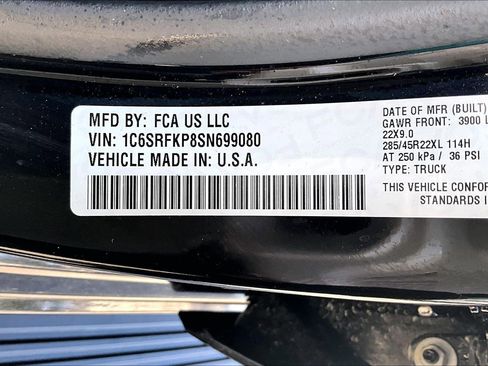 MFD BY: FCA US LLC
VIN: 1C6SRFKP8SN699080
VEHICLE MADE IN: U.S.A.
DATE OF MFR (BUILT)
GAWR FRONT: 3900 L
22X9.0
285/45R22XL 114H
AT 250 kPa / 36 PSI
TYPE: TRUCK
THIS VEHICLE CONFOR
STANDARDS I